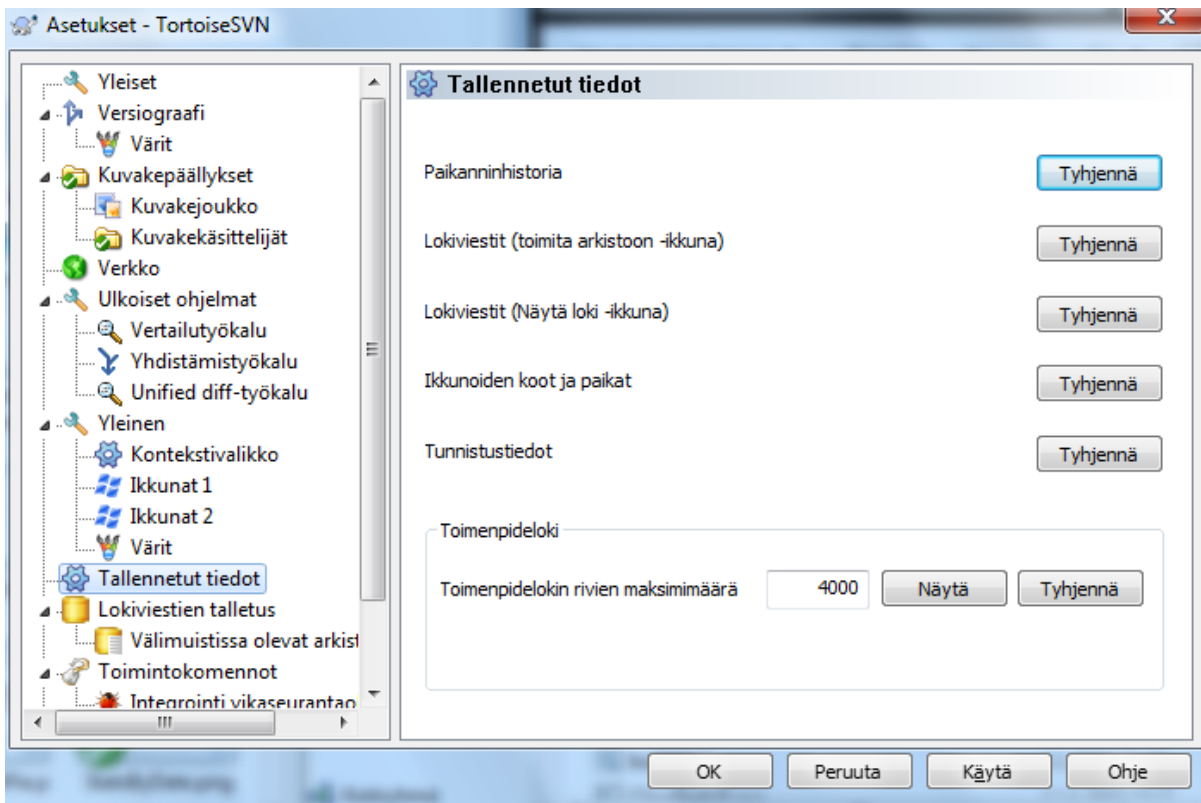 Asetukset - TortoiseSVN
Yleiset
Versiograafi
Värit
Kuvakepäällykset
Kuvakejoukko
Kuvakekäsittelijät
Verkko
Ulkoiset ohjelmat
Vertailutyökalu
Yhdistämistyökalu
Unified diff-työkalu
Yleinen
Kontekstivalikko
Ikkunat 1
Ikkunat 2
Värit
Tallennetut tiedot
Lokiviestien talletus
Välimuistissa olevat arkist
Toimintokomennot
Integrointi vikaseurantao
Tallennetut tiedot
Paikanninhistoria Tyhjennä
Lokiviestit (toimita arkistoon -ikkuna) Tyhjennä
Lokiviestit (Näytä loki -ikkuna) Tyhjennä
Ikkunoiden koot ja paikat Tyhjennä
Tunnistustiedot Tyhjennä
Toimenpideloki
Toimenpidelokin rivien maksimimäärä 4000 Näytä Tyhjennä
OK Peruuta Käytä Ohje